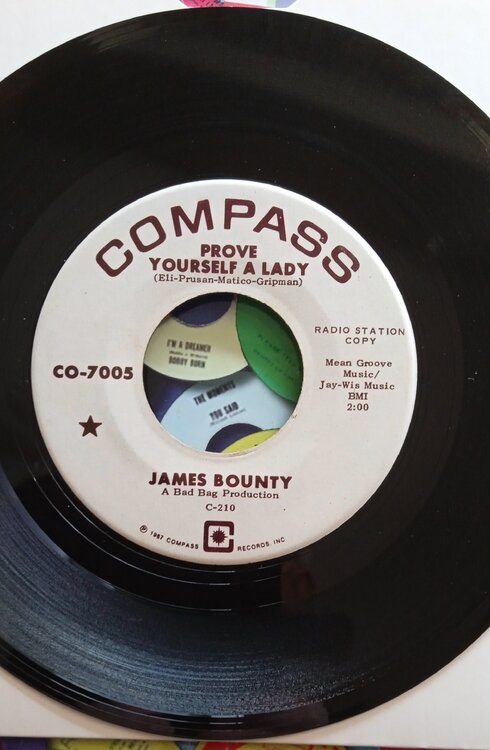 COMPASS
PROVE
YOURSELF A LADY
(Eli-Prusan-Matico-Gripman)
RADIO STATION
COPY
CO-7005
Mean Groove
Music/
Jay-Wis Music
BMI
2:00
JAMES BOUNTY
A Bad Bag Production
C-210
℗ 1967 COMPASS RECORDS, INC.
I'M A DREAMER
BOBBY BURN
THE MOMENTS
YOU SAID